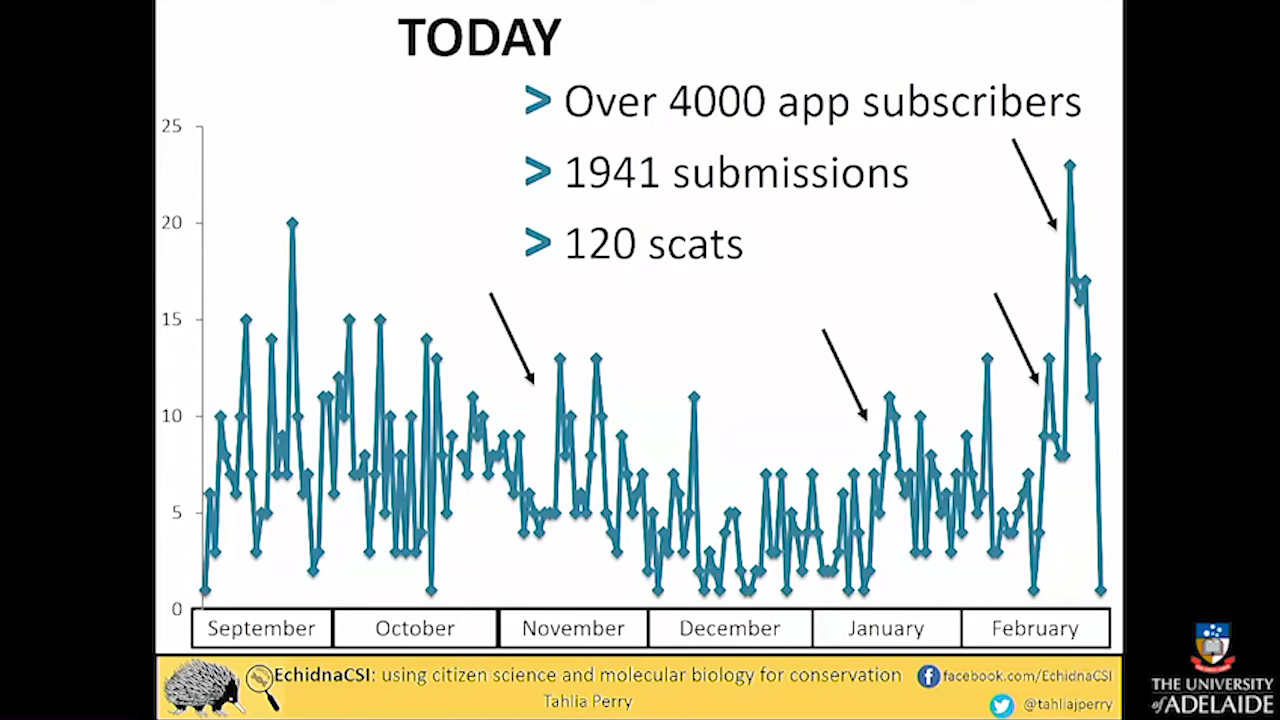 TODAY
> Over 4000 app subscribers
> 1941 submissions
> 120 scats
25
20
15
10
5
0
September October November December January February
EchidnaCSI: using citizen science and molecular biology for conservation
Tahlia Perry
facebook.com/EchidnaCSI
@tahliajperry
THE UNIVERSITY
of ADELAIDE